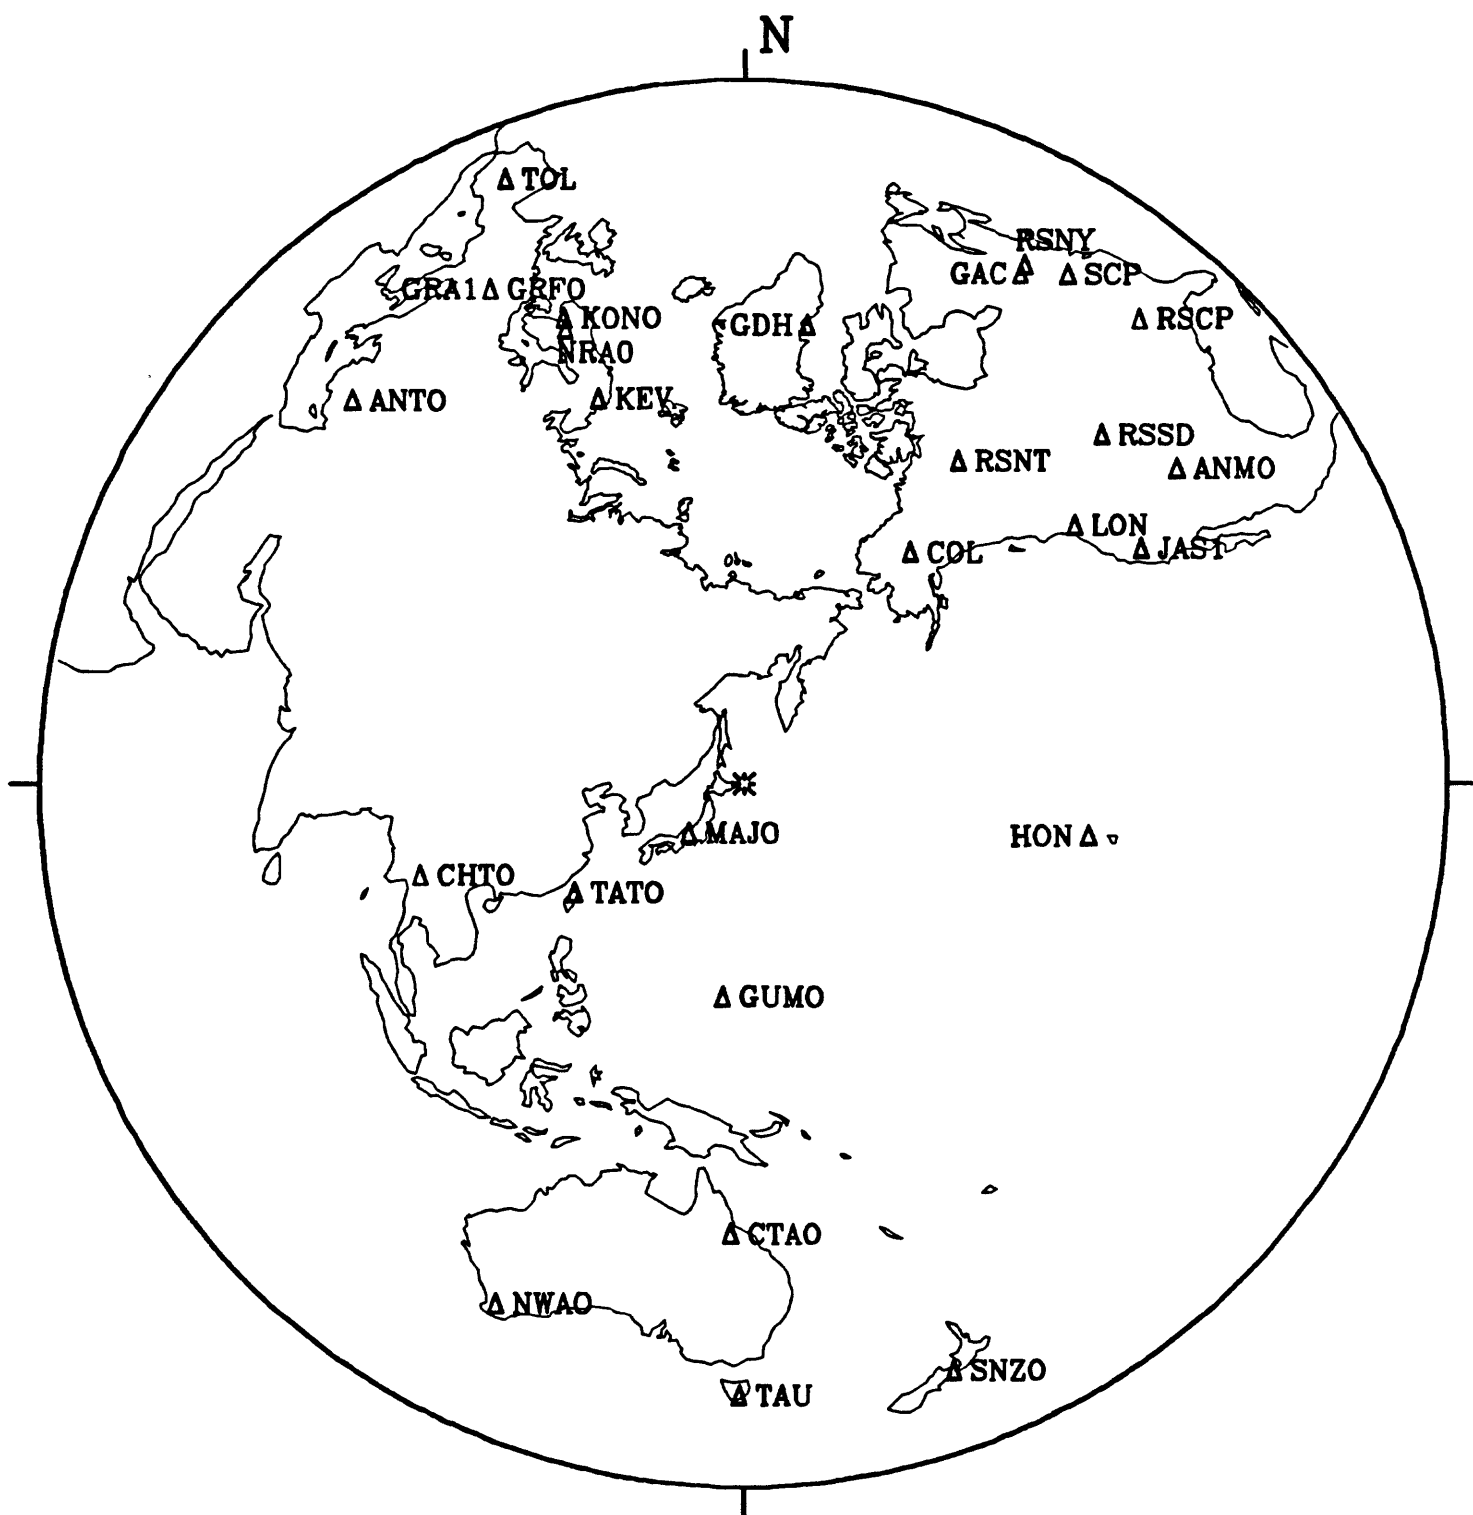 N
TOL
RSNY
GAC
SCP
GRA1
GRFO
KONO
GDH
RSCP
NRAO
ANTO
KEV
RSSD
RSNT
ANMO
LON
COL
JAS1
MAJO
HON
CHTO
TATO
GUMO
CTAO
NWAO
SNZO
TAU